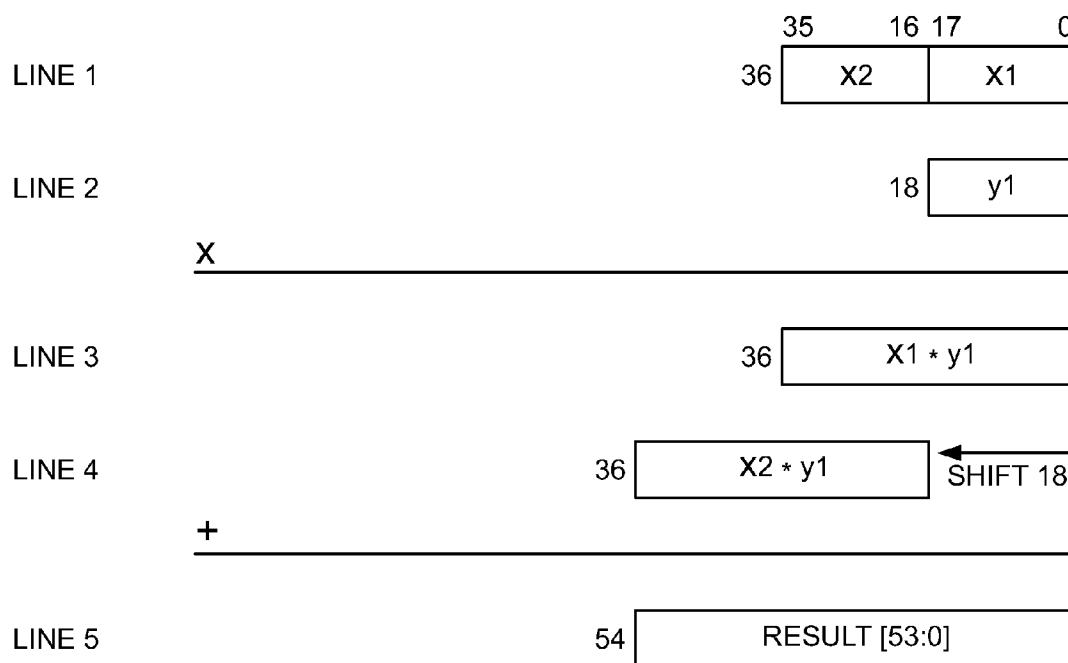 35 16 17 0
LINE 1 36 X2 X1
LINE 2 18 y1
X
LINE 3 36 X1 * y1
LINE 4 36 X2 * y1 SHIFT 18
+
LINE 5 54 RESULT [53:0]